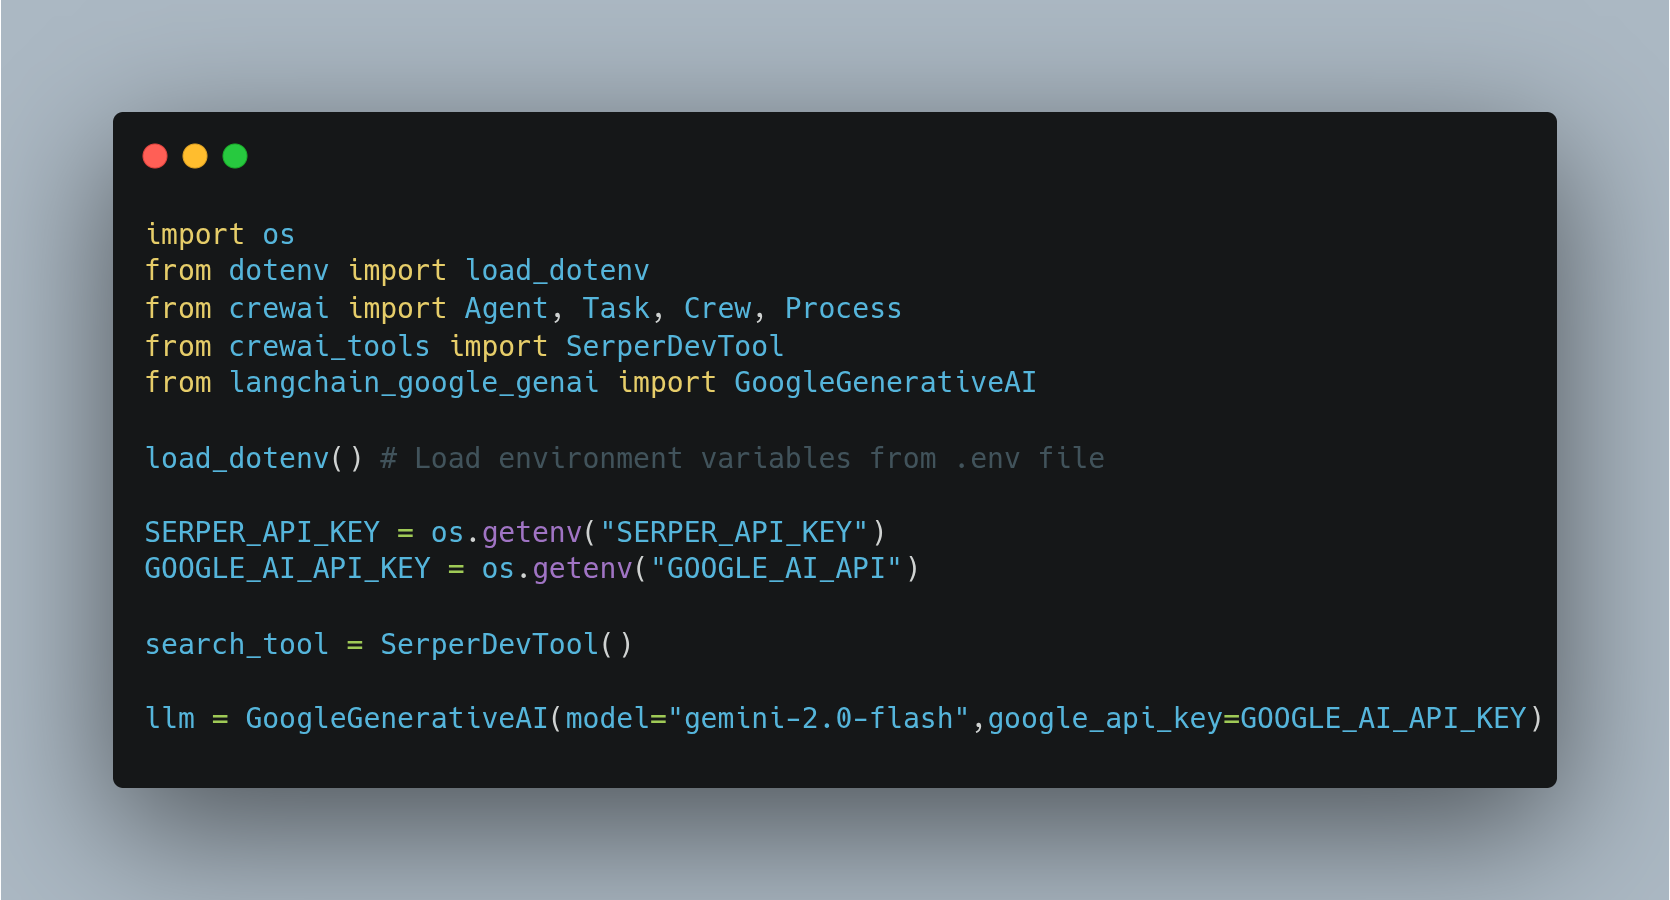 import os
from dotenv import load_dotenv
from crewai import Agent, Task, Crew, Process
from crewai_tools import SerperDevTool
from langchain_google_genai import GoogleGenerativeAI
load_dotenv() # Load environment variables from .env file
SERPER_API_KEY = os.getenv("SERPER_API_KEY")
GOOGLE_AI_API_KEY = os.getenv("GOOGLE_AI_API")
search_tool = SerperDevTool()
llm = GoogleGenerativeAI(model="gemini-2.0-flash",google_api_key=GOOGLE_AI_API_KEY)